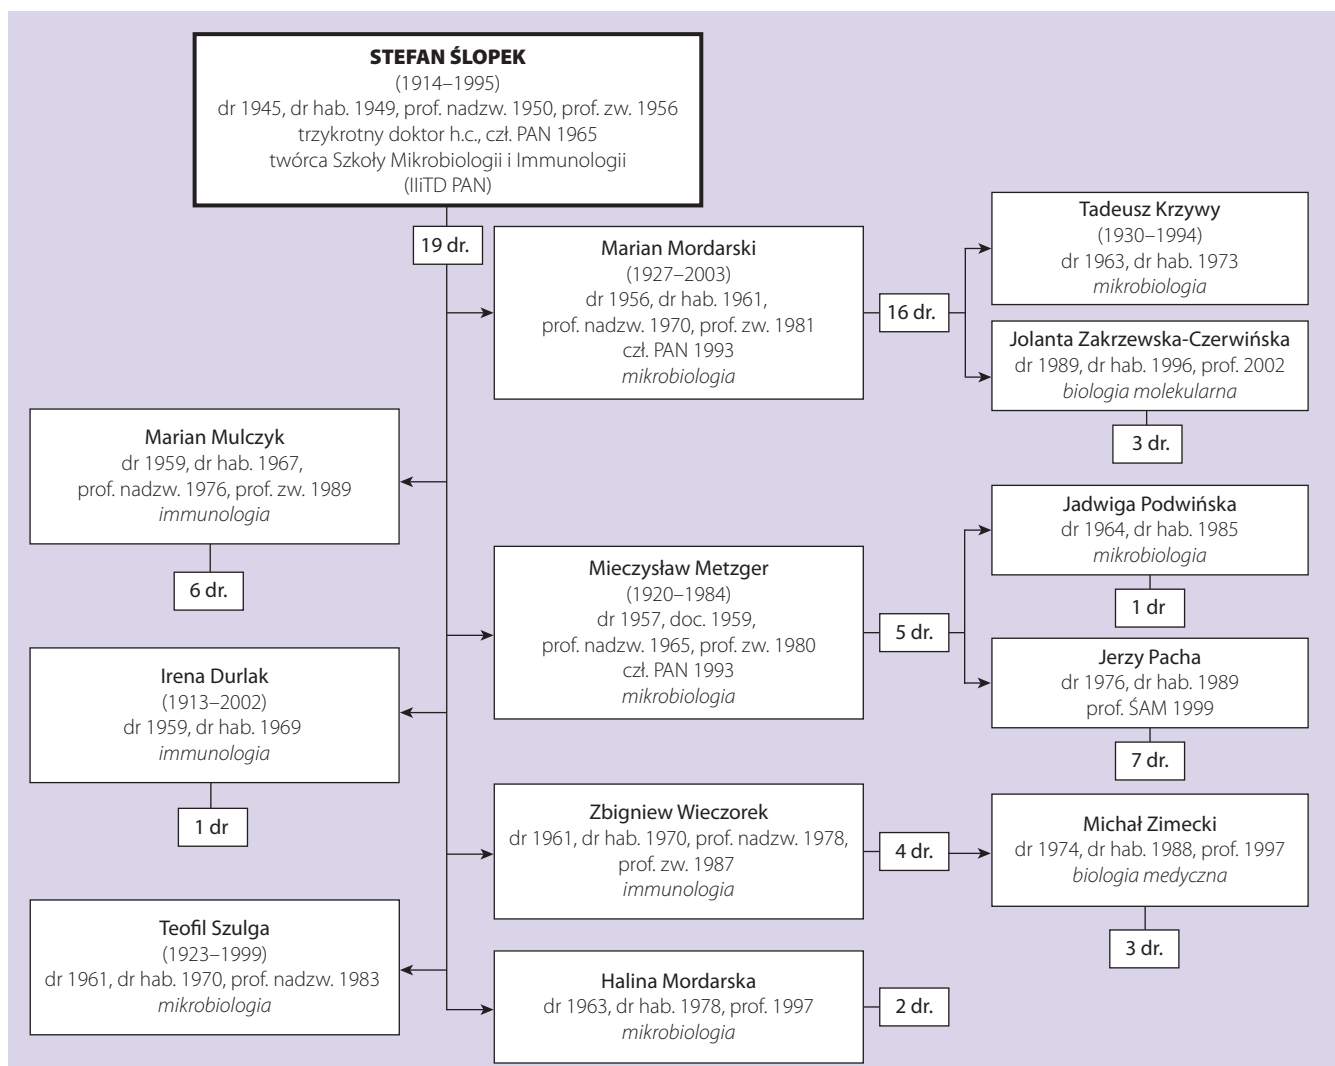 STEFAN ŚLOPEK
(1914–1995)
dr 1945, dr hab. 1949, prof. nadzw. 1950, prof. zw. 1956
trzykrotny doktor h.c., czł. PAN 1965
twórca Szkoły Mikrobiologii i Immunologii
(IIiTD PAN)
19 dr.
Marian Mordarski
(1927–2003)
dr 1956, dr hab. 1961,
prof. nadzw. 1970, prof. zw. 1981
czł. PAN 1993
mikrobiologia
16 dr.
Tadeusz Krzywy
(1930–1994)
dr 1963, dr hab. 1973
mikrobiologia
Jolanta Zakrzewska-Czerwińska
dr 1989, dr hab. 1996, prof. 2002
biologia molekularna
3 dr.
Marian Mulczyk
dr 1959, dr hab. 1967,
prof. nadzw. 1976, prof. zw. 1989
immunologia
6 dr.
Mieczysław Metzger
(1920–1984)
dr 1957, doc. 1959,
prof. nadzw. 1965, prof. zw. 1980
czł. PAN 1993
mikrobiologia
5 dr.
Jadwiga Podwińska
dr 1964, dr hab. 1985
mikrobiologia
1 dr
Jerzy Pacha
dr 1976, dr hab. 1989
prof. ŚAM 1999
7 dr.
Irena Durlak
(1913–2002)
dr 1959, dr hab. 1969
immunologia
1 dr
Zbigniew Wieczorek
dr 1961, dr hab. 1970, prof. nadzw. 1978,
prof. zw. 1987
immunologia
4 dr.
Michał Zimecki
dr 1974, dr hab. 1988, prof. 1997
biologia medyczna
3 dr.
Teofil Szulga
(1923–1999)
dr 1961, dr hab. 1970, prof. nadzw. 1983
mikrobiologia
Halina Mordarska
dr 1963, dr hab. 1978, prof. 1997
mikrobiologia
2 dr.